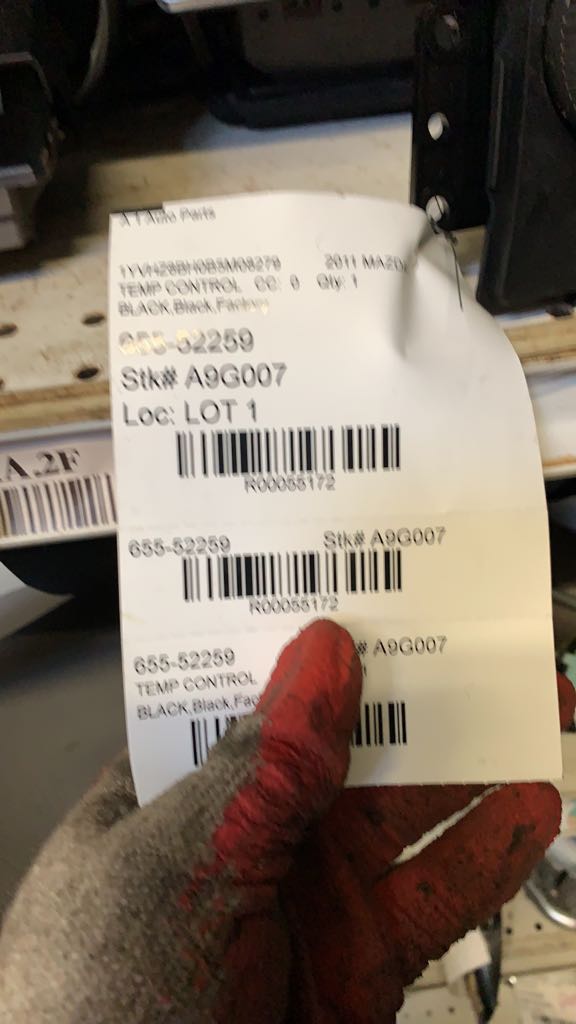 A 1 Auto Parts
1YVHZ8BH0B5M08279 2011 MAZDA
TEMP CONTROL CC: 0 Qty: 1
BLACK,Black,Factory
655-52259
Stk# A9G007
Loc: LOT 1
R00055172
655-52259 Stk# A9G007
R00055172
655-52259 # A9G007
TEMP CONTROL
BLACK,Black,Fac
A.2F